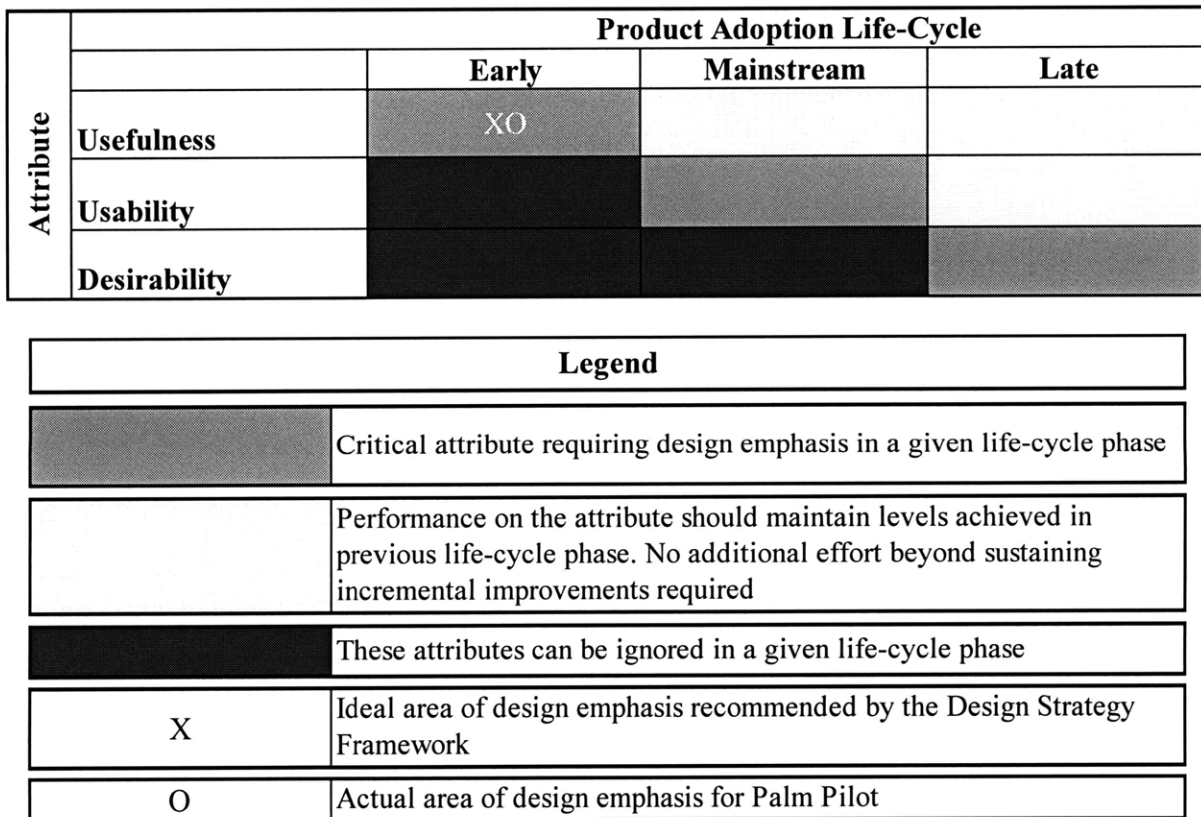 Product Adoption Life-Cycle
Early Mainstream Late
Attribute
Usefulness XO
Usability
Desirability
Legend
Critical attribute requiring design emphasis in a given life-cycle phase
Performance on the attribute should maintain levels achieved in
previous life-cycle phase. No additional effort beyond sustaining
incremental improvements required
These attributes can be ignored in a given life-cycle phase
X Ideal area of design emphasis recommended by the Design Strategy
Framework
O Actual area of design emphasis for Palm Pilot